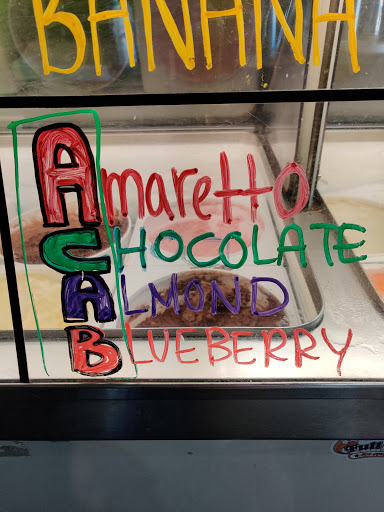 BANANA
AmarettO
CHOCOLATE
ALMOND
BLUEBERRY